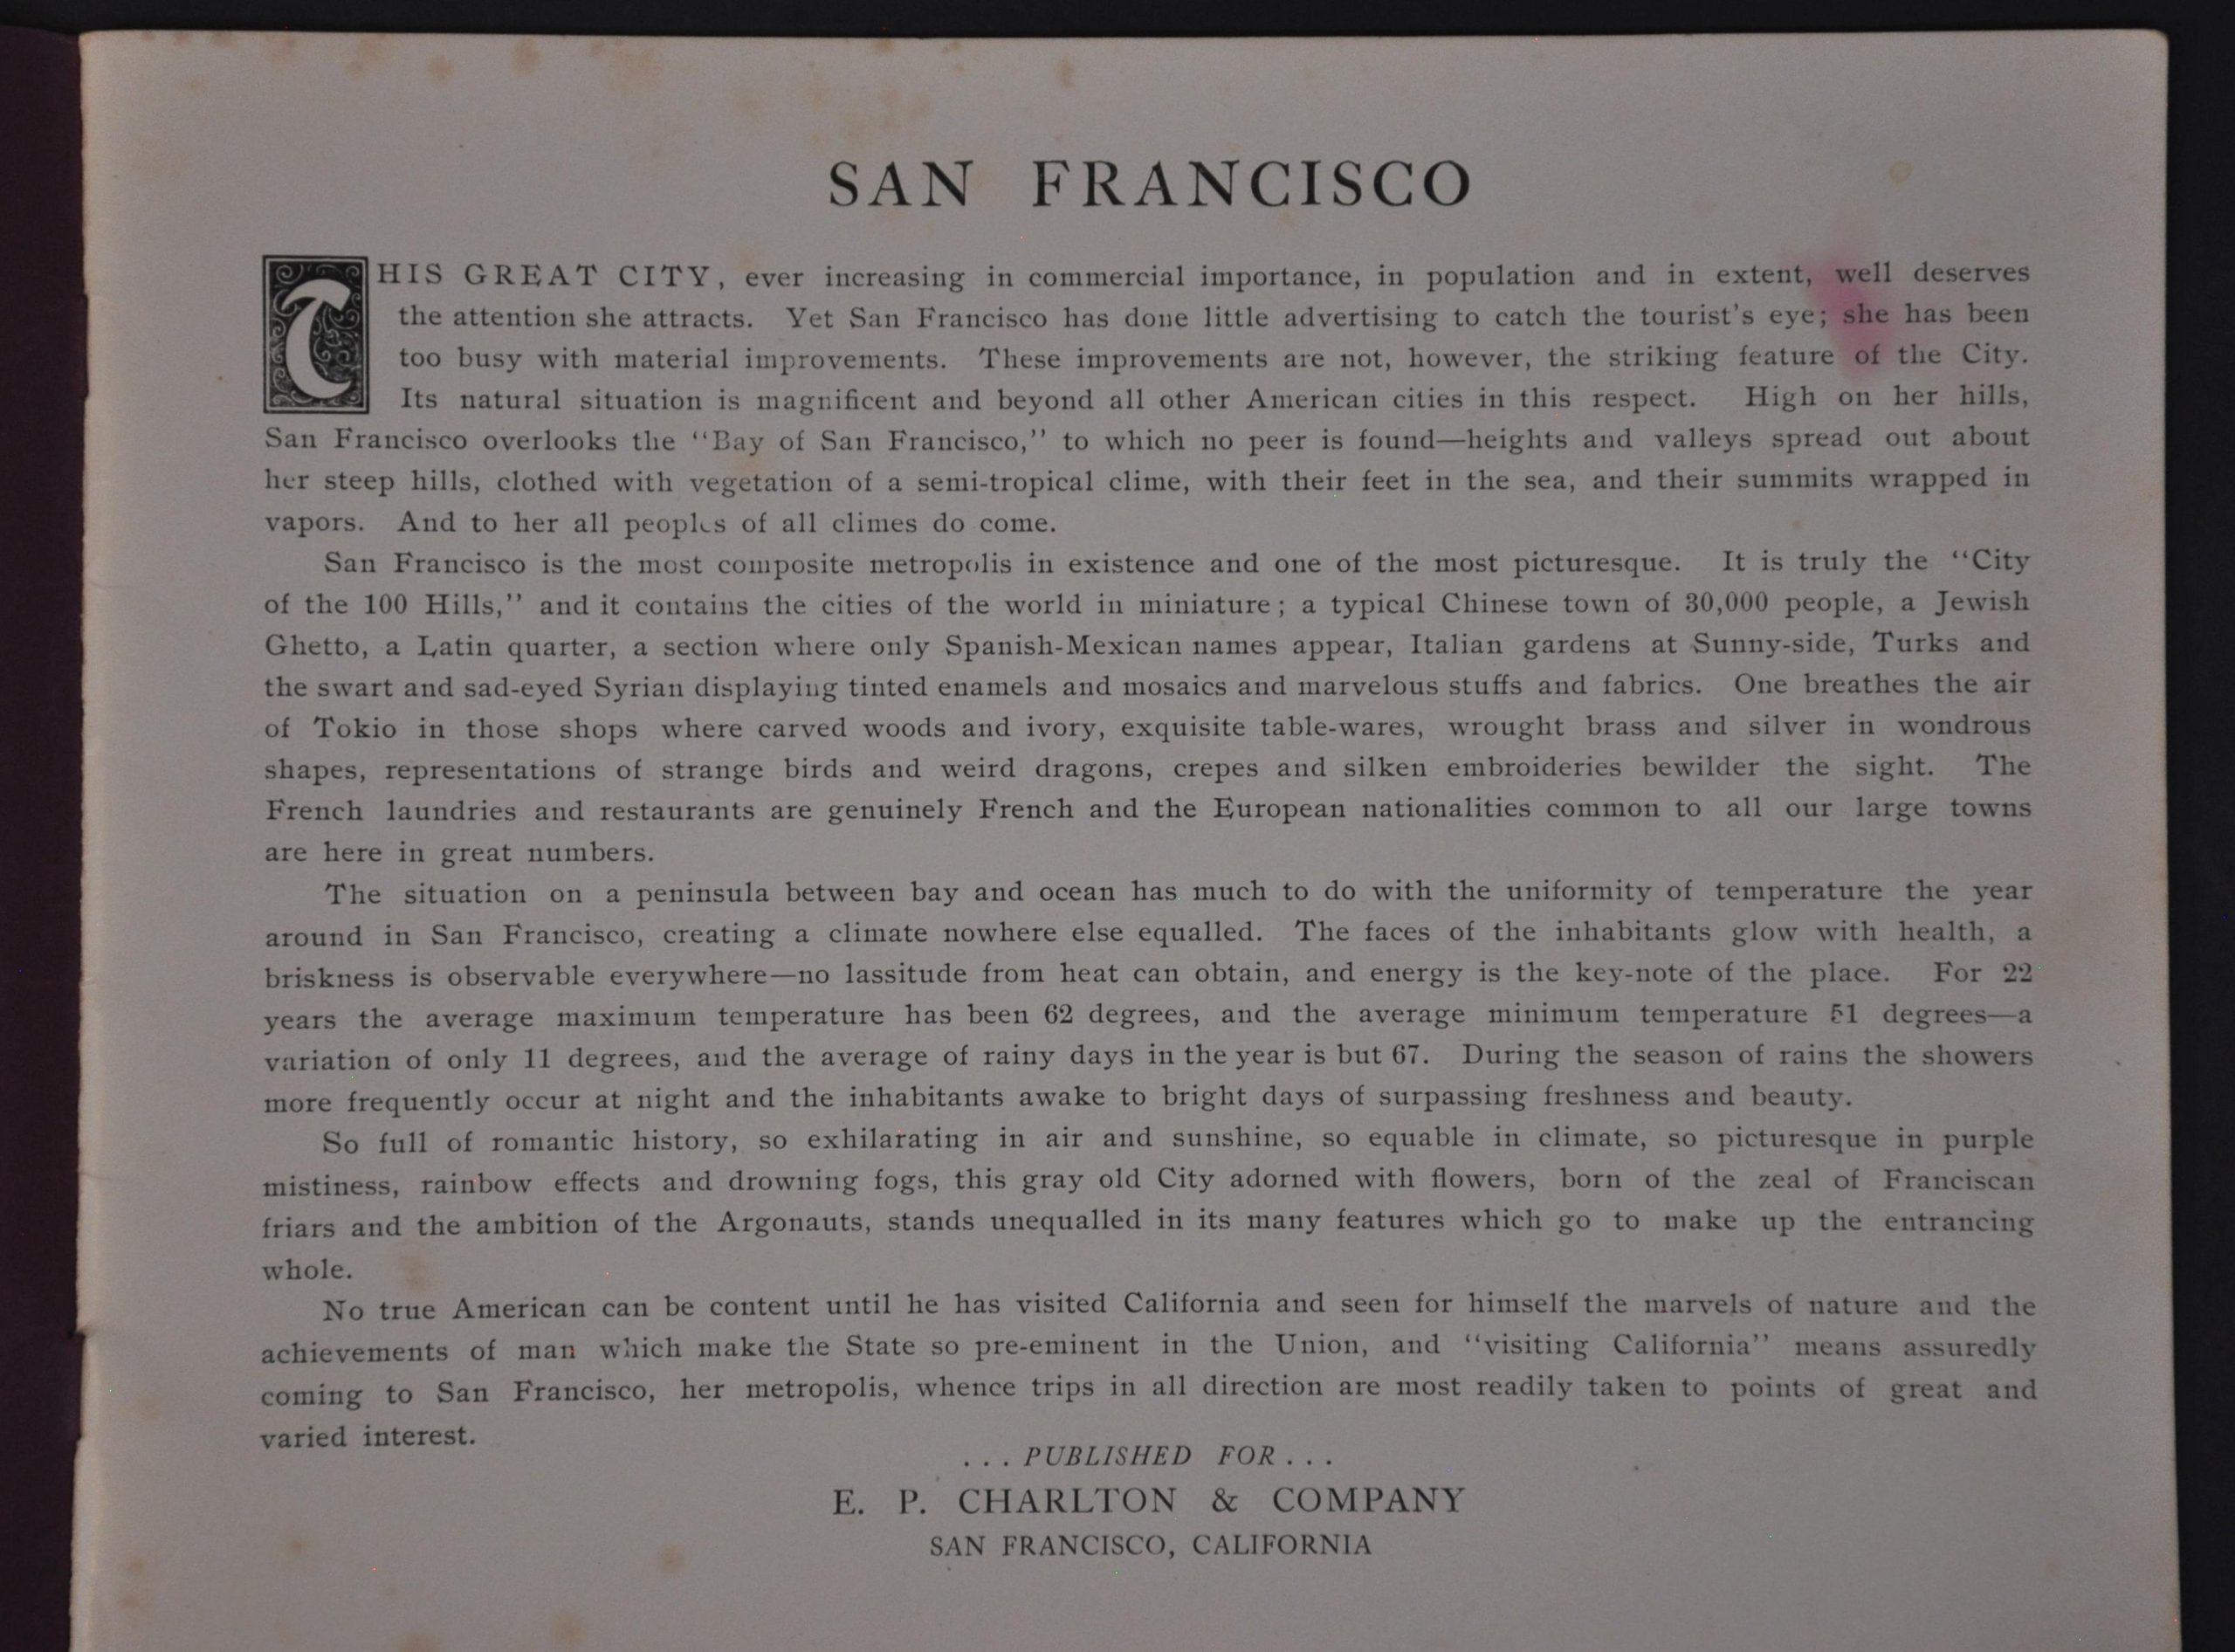 SAN FRANCISCO
THIS GREAT CITY, ever increasing in commercial importance, in population and in extent, well deserves
the attention she attracts. Yet San Francisco has done little advertising to catch the tourist's eye; she has been
too busy with material improvements. These improvements are not, however, the striking feature of the City.
Its natural situation is magnificent and beyond all other American cities in this respect. High on her hills,
San Francisco overlooks the "Bay of San Francisco," to which no peer is found—heights and valleys spread out about
her steep hills, clothed with vegetation of a semi-tropical clime, with their feet in the sea, and their summits wrapped in
vapors. And to her all peoples of all climes do come.
San Francisco is the most composite metropolis in existence and one of the most picturesque. It is truly the "City
of the 100 Hills," and it contains the cities of the world in miniature; a typical Chinese town of 30,000 people, a Jewish
Ghetto, a Latin quarter, a section where only Spanish-Mexican names appear, Italian gardens at Sunny-side, Turks and
the swart and sad-eyed Syrian displaying tinted enamels and mosaics and marvelous stuffs and fabrics. One breathes the air
of Tokio in those shops where carved woods and ivory, exquisite table-wares, wrought brass and silver in wondrous
shapes, representations of strange birds and weird dragons, crepes and silken embroideries bewilder the sight. The
French laundries and restaurants are genuinely French and the European nationalities common to all our large towns
are here in great numbers.
The situation on a peninsula between bay and ocean has much to do with the uniformity of temperature the year
around in San Francisco, creating a climate nowhere else equalled. The faces of the inhabitants glow with health, a
briskness is observable everywhere—no lassitude from heat can obtain, and energy is the key-note of the place. For 22
years the average maximum temperature has been 62 degrees, and the average minimum temperature 51 degrees—a
variation of only 11 degrees, and the average of rainy days in the year is but 67. During the season of rains the showers
more frequently occur at night and the inhabitants awake to bright days of surpassing freshness and beauty.
So full of romantic history, so exhilarating in air and sunshine, so equable in climate, so picturesque in purple
mistiness, rainbow effects and drowning fogs, this gray old City adorned with flowers, born of the zeal of Franciscan
friars and the ambition of the Argonauts, stands unequalled in its many features which go to make up the entrancing
whole.
No true American can be content until he has visited California and seen for himself the marvels of nature and the
achievements of man which make the State so pre-eminent in the Union, and "visiting California" means assuredly
coming to San Francisco, her metropolis, whence trips in all direction are most readily taken to points of great and
varied interest.
...PUBLISHED FOR...
E. P. CHARLTON & COMPANY
SAN FRANCISCO, CALIFORNIA